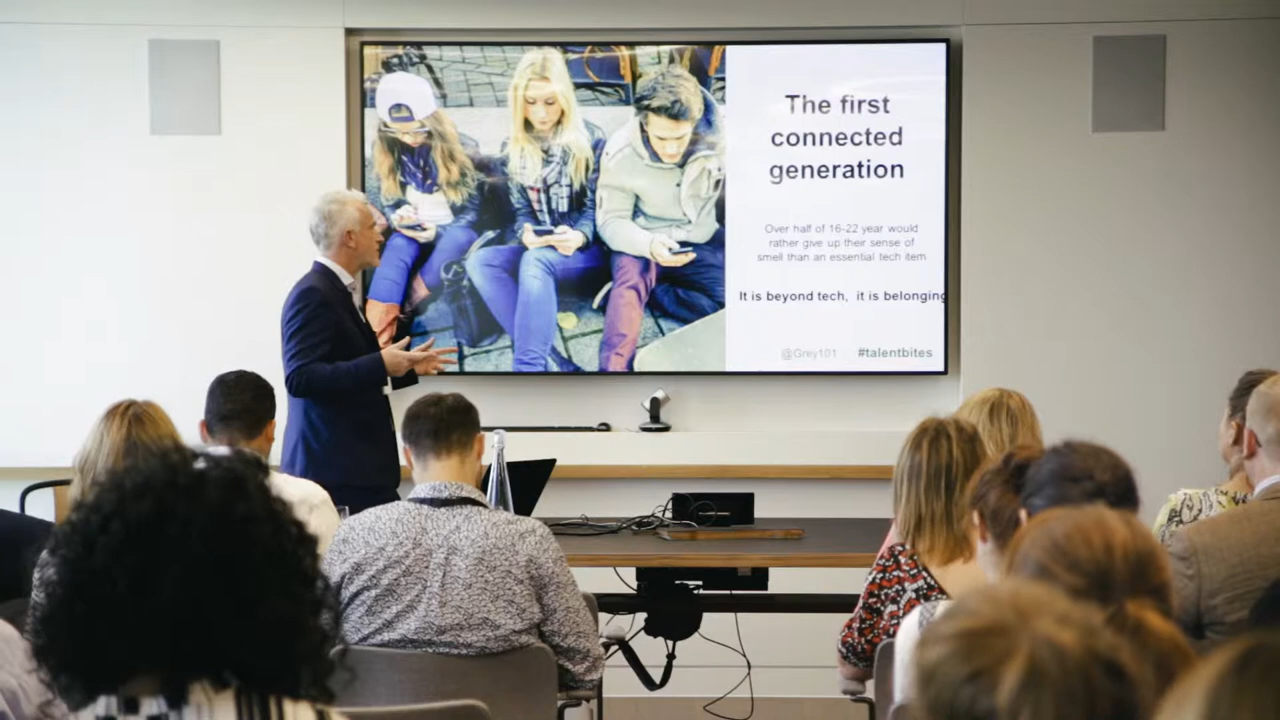 The first
connected
generation
Over half of 16-22 year would
rather give up their sense of
smell than an essential tech item
It is beyond tech, it is belonging
@Grey101 #talentbites